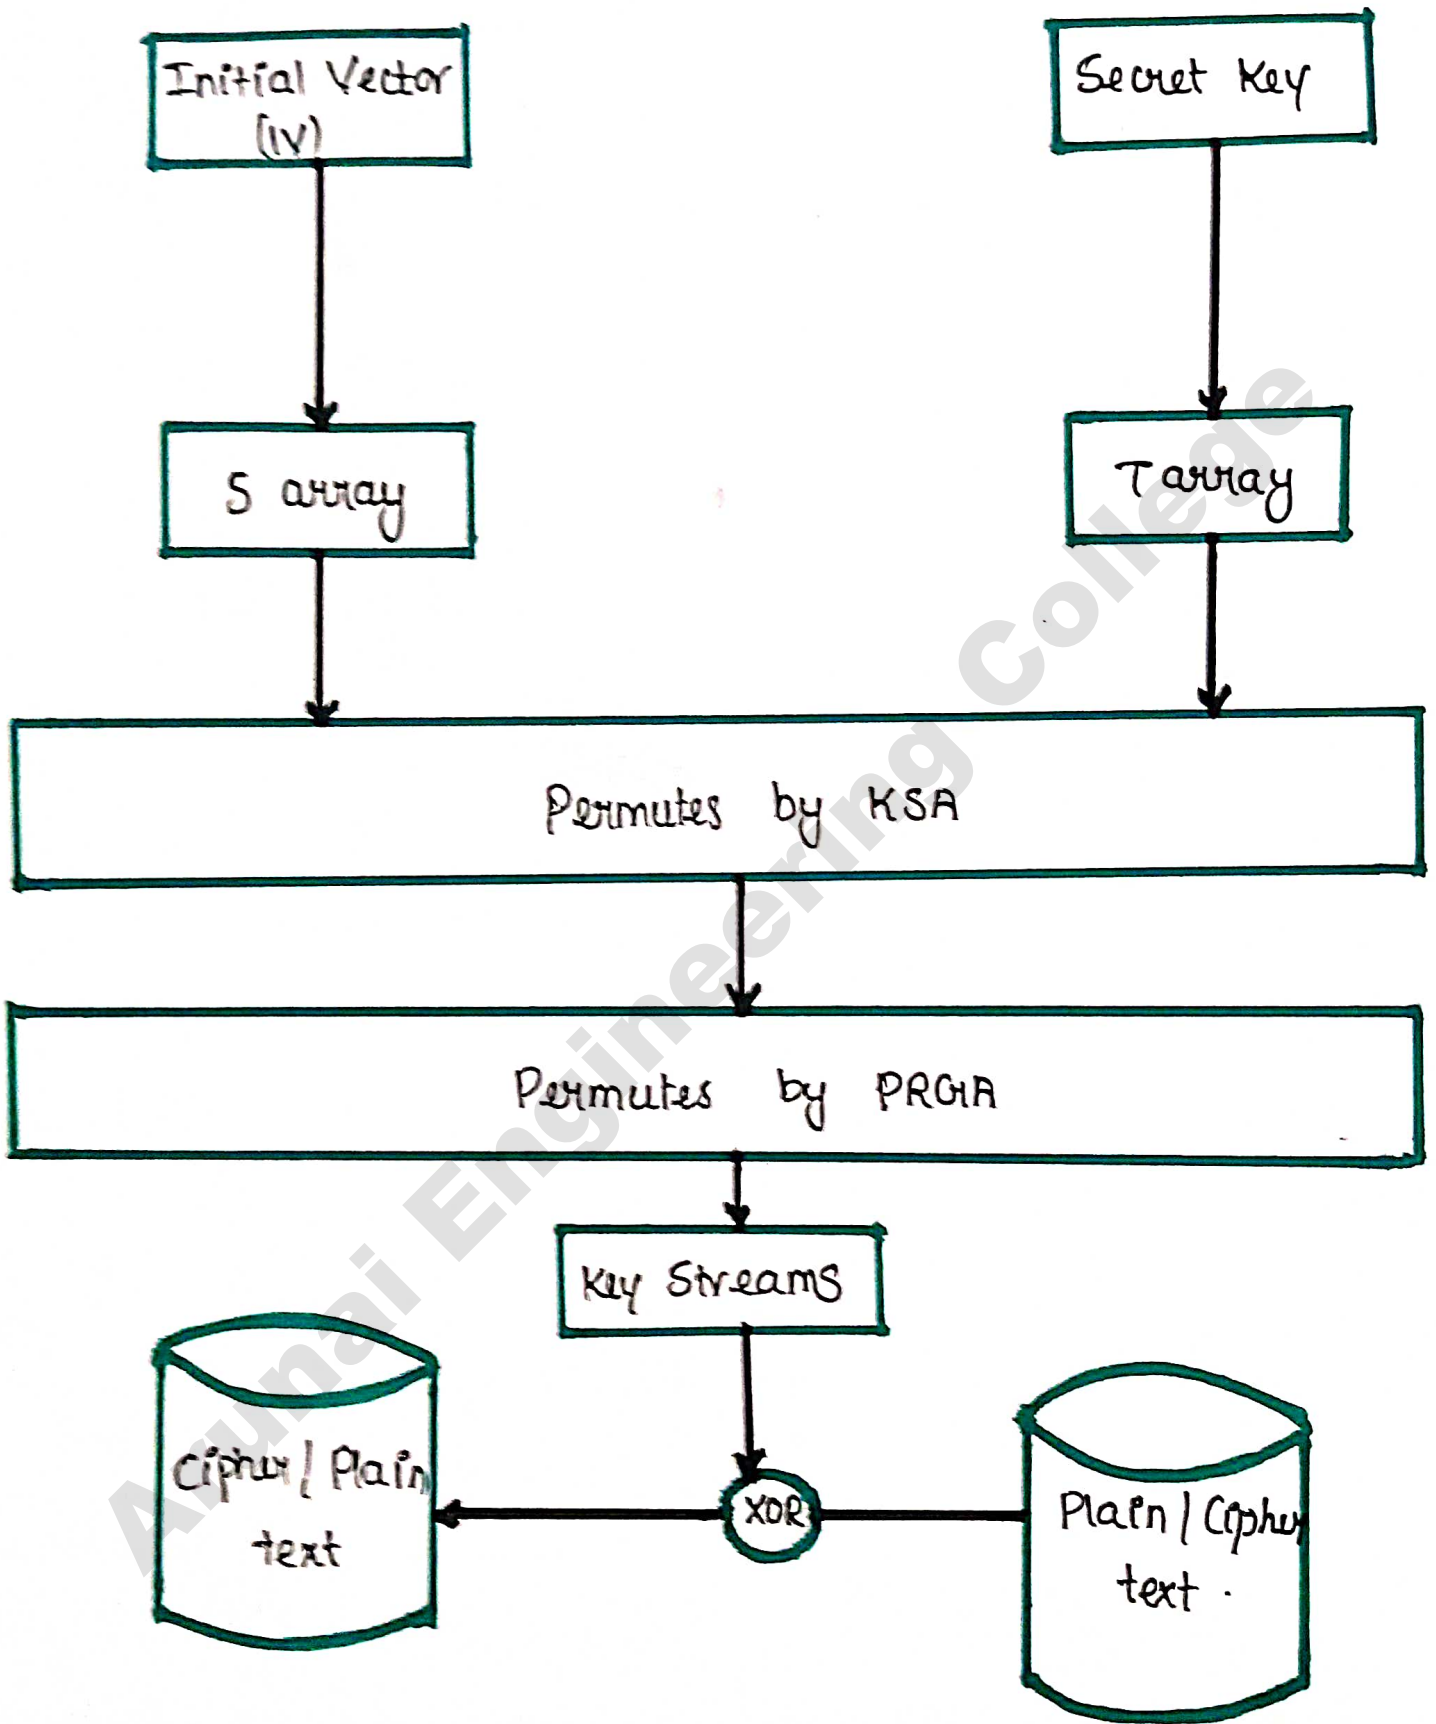 Initial Vector
(IV)
Secret Key
S array
T array
Permutes by KSA
Permutes by PRGA
Key Streams
Cipher / Plain
text
XOR
Plain / Cipher
text .
Arunai Engineering College